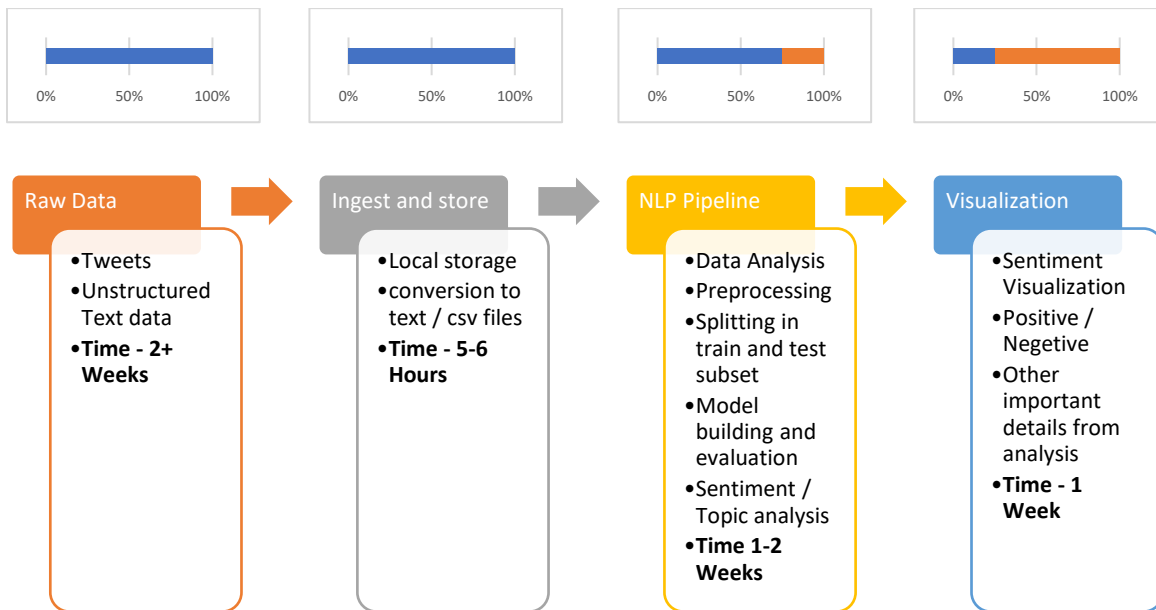 0% 50% 100%
0% 50% 100%
0% 50% 100%
0% 50% 100%
Raw Data
•Tweets
•Unstructured
Text data
•Time - 2+
Weeks
Ingest and store
•Local storage
•conversion to
text / csv files
•Time - 5-6
Hours
NLP Pipeline
•Data Analysis
•Preprocessing
•Splitting in
train and test
subset
•Model
building and
evaluation
•Sentiment /
Topic analysis
•Time 1-2
Weeks
Visualization
•Sentiment
Visualization
•Positive /
Negetive
•Other
important
details from
analysis
•Time - 1
Week